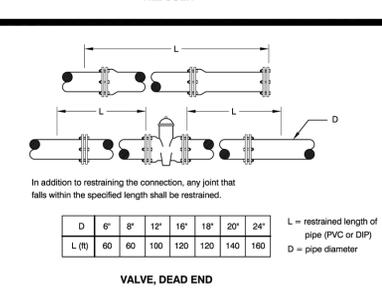 L
L
L
D
In addition to restraining the connection, any joint that
falls within the specified length shall be restrained.
D 6" 8" 12" 16" 18" 20" 24"
L (ft) 60 60 100 120 120 140 160
L = restrained length of
pipe (PVC or DIP)
D = pipe diameter
VALVE, DEAD END